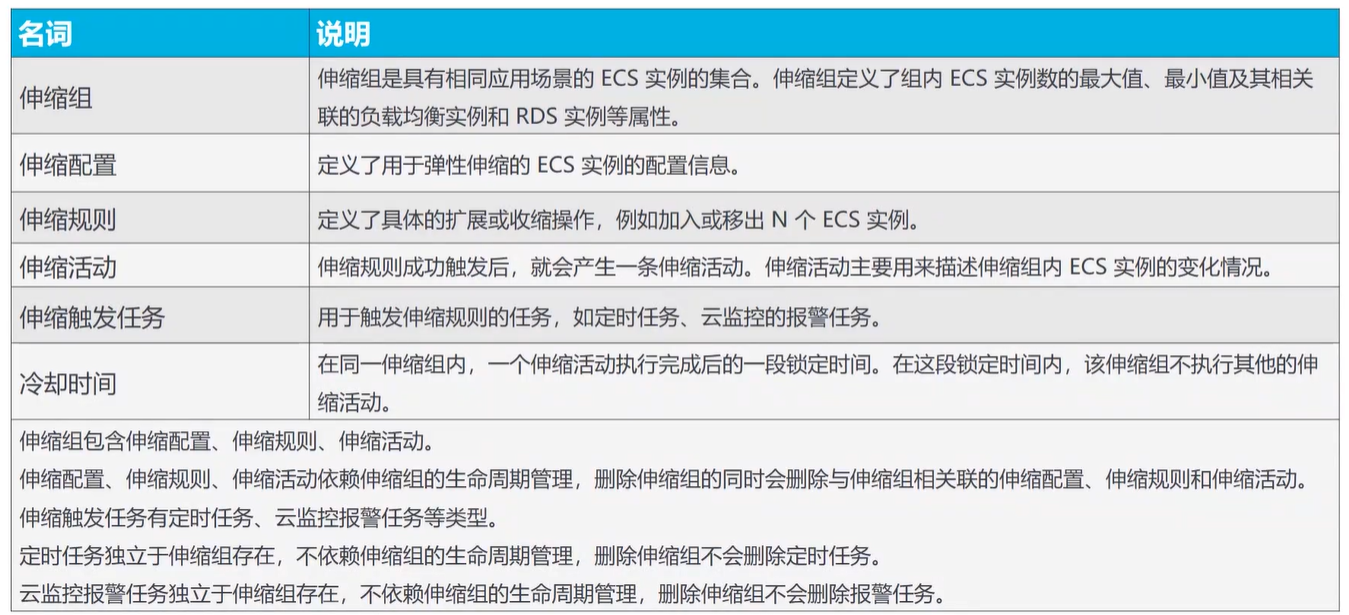 名词
说明
伸缩组
伸缩组是具有相同应用场景的 ECS 实例的集合。伸缩组定义了组内 ECS 实例数的最大值、最小值及其相关
联的负载均衡实例和 RDS 实例等属性。
伸缩配置
定义了用于弹性伸缩的 ECS 实例的配置信息。
伸缩规则
定义了具体的扩展或收缩操作，例如加入或移出 N 个 ECS 实例。
伸缩活动
伸缩规则成功触发后，就会产生一条伸缩活动。伸缩活动主要用来描述伸缩组内 ECS 实例的变化情况。
伸缩触发任务
用于触发伸缩规则的任务，如定时任务、云监控的报警任务。
冷却时间
在同一伸缩组内，一个伸缩活动执行完成后的一段锁定时间。在这段锁定时间内，该伸缩组不执行其他的伸
缩活动。
伸缩组包含伸缩配置、伸缩规则、伸缩活动。
伸缩配置、伸缩规则、伸缩活动依赖伸缩组的生命周期管理，删除伸缩组的同时会删除与伸缩组相关联的伸缩配置、伸缩规则和伸缩活动。
伸缩触发任务有定时任务、云监控报警任务等类型。
定时任务独立于伸缩组存在，不依赖伸缩组的生命周期管理，删除伸缩组不会删除定时任务。
云监控报警任务独立于伸缩组存在，不依赖伸缩组的生命周期管理，删除伸缩组不会删除报警任务。